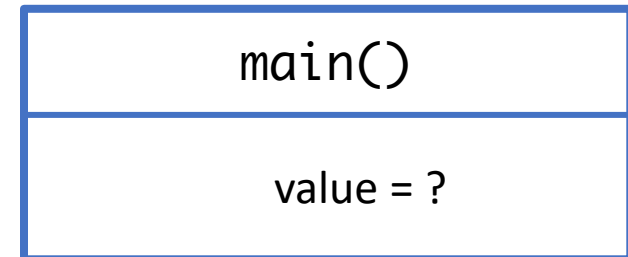 main()
value = ?